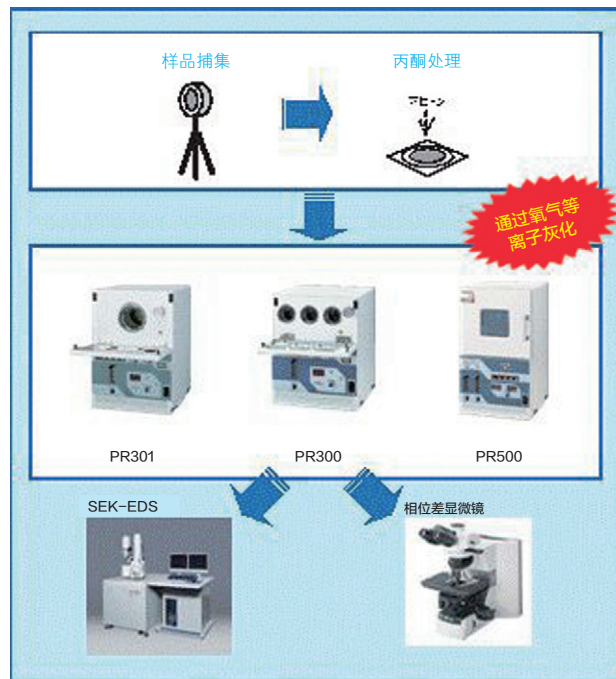 样品捕集
丙酮处理
通过氧气等
离子灰化
PR301
PR300
PR500
SEK-EDS
相位差显微镜